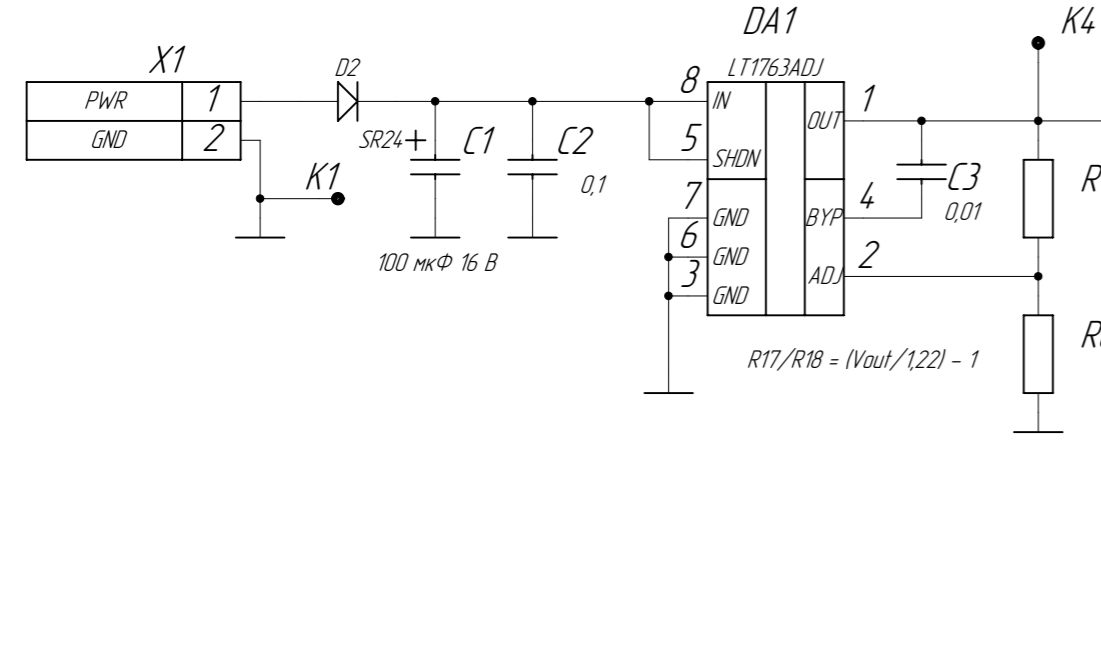 DA1
K4
X1
D2
LT1763ADJ
PWR 1
8 IN
1
OUT
GND 2
SR24
+
C1
C2
5 SHDN
0,1
K1
C3
0,01
R
7 GND
BYP 4
6 GND
100 мкФ 16 В
3 GND
ADJ 2
R17/R18 = (Vout/1,22) - 1
R